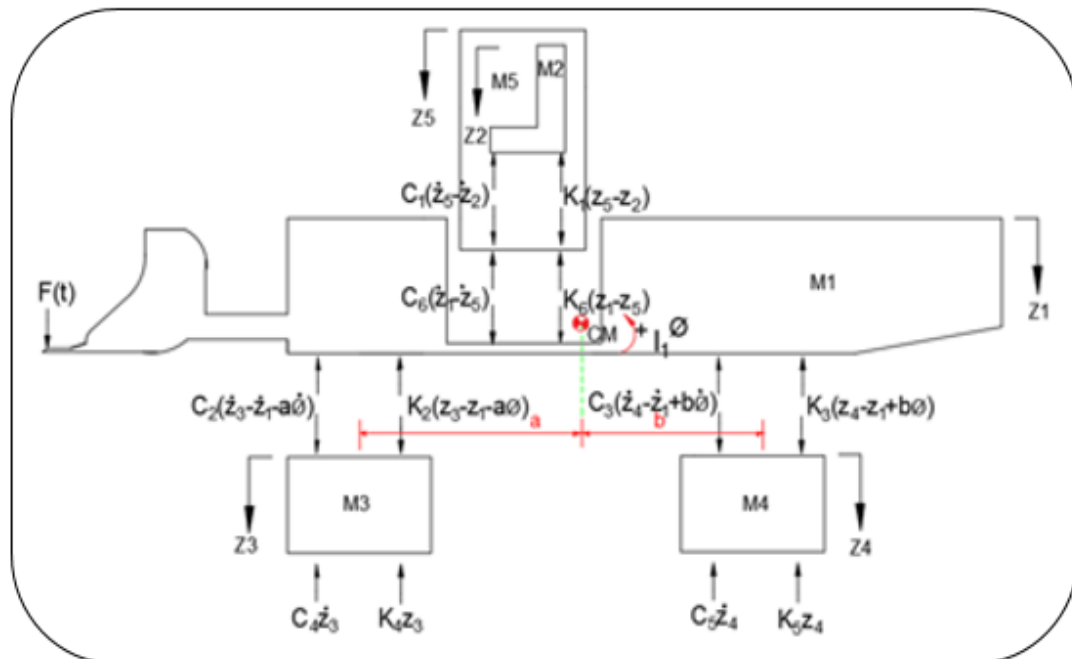 Z5
M5
M2
Z2
C₁(ż₅-ż₂)
K₁(z₅-z₂)
F(t)
C₆(ż₁-ż₅)
K₆(z₁-z₅)
M1
Z1
CM
+
I₁Ø
C₂(ż₃-ż₁-aø̇)
K₂(z₃-z₁-aø)
C₃(ż₄-ż₁+bø̇)
K₃(z₄-z₁+bø)
a
b
M3
M4
Z3
Z4
C₄ż₃
K₄z₃
C₅ż₄
K₅z₄